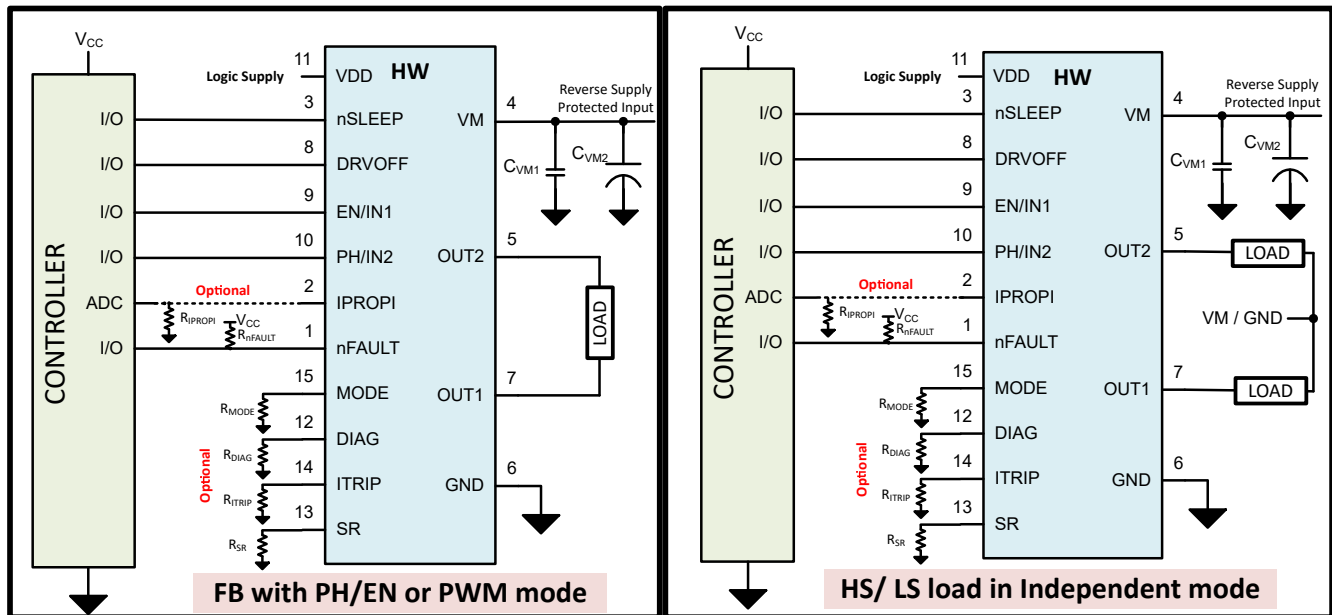 VCC
CONTROLLER
I/O
I/O
I/O
I/O
ADC
I/O
Logic Supply
11
VDD
HW
3
nSLEEP
8
DRVOFF
9
EN/IN1
10
PH/IN2
Optional
2
IPROPI
RIPROPI
VCC
RnFAULT
1
nFAULT
15
MODE
RMODE
12
DIAG
RDIAG
Optional
14
ITRIP
RITRIP
13
SR
RSR
4
VM
Reverse Supply
Protected Input
CVM1
CVM2
5
OUT2
LOAD
7
OUT1
6
GND
FB with PH/EN or PWM mode
VCC
CONTROLLER
I/O
I/O
I/O
I/O
ADC
I/O
Logic Supply
11
VDD
HW
3
nSLEEP
8
DRVOFF
9
EN/IN1
10
PH/IN2
Optional
2
IPROPI
RIPROPI
VCC
RnFAULT
1
nFAULT
15
MODE
RMODE
12
DIAG
RDIAG
Optional
14
ITRIP
RITRIP
13
SR
RSR
4
VM
Reverse Supply
Protected Input
CVM1
CVM2
5
OUT2
LOAD
VM / GND
7
OUT1
LOAD
6
GND
HS/ LS load in Independent mode